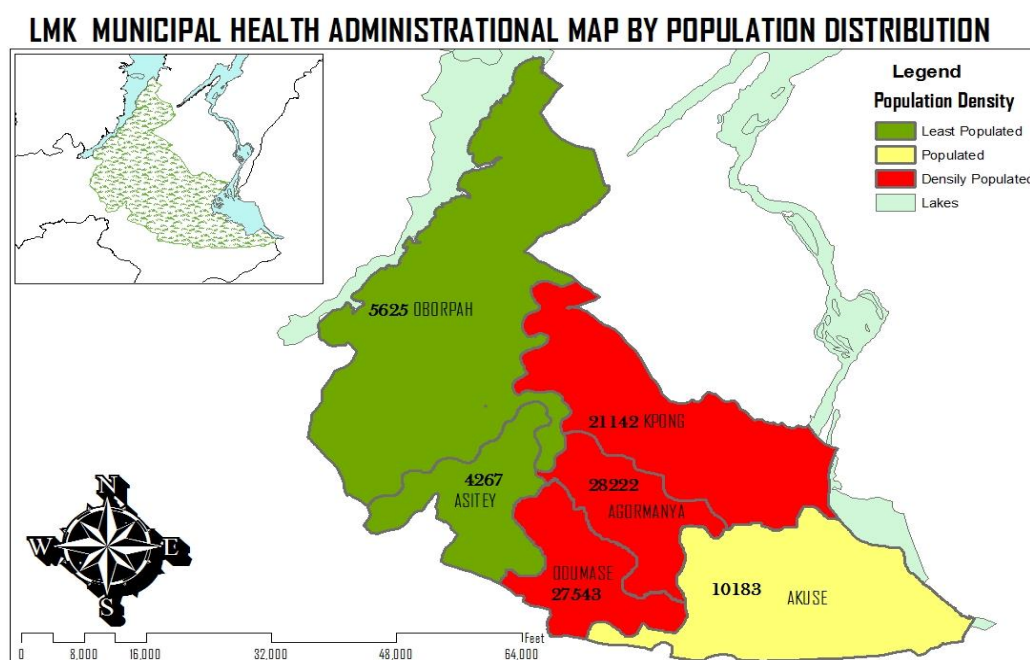 LMK MUNICIPAL HEALTH ADMINISTRATIONAL MAP BY POPULATION DISTRIBUTION
Legend
Population Density
Least Populated
Populated
Densily Populated
Lakes
5625 OBORPAH
21142 KPONG
4267
ASITEY
28222
AGORMANYA
ODUMASE
27543
10183
AKUSE
N
W E
S
Feet
0 8,000 16,000 32,000 48,000 64,000